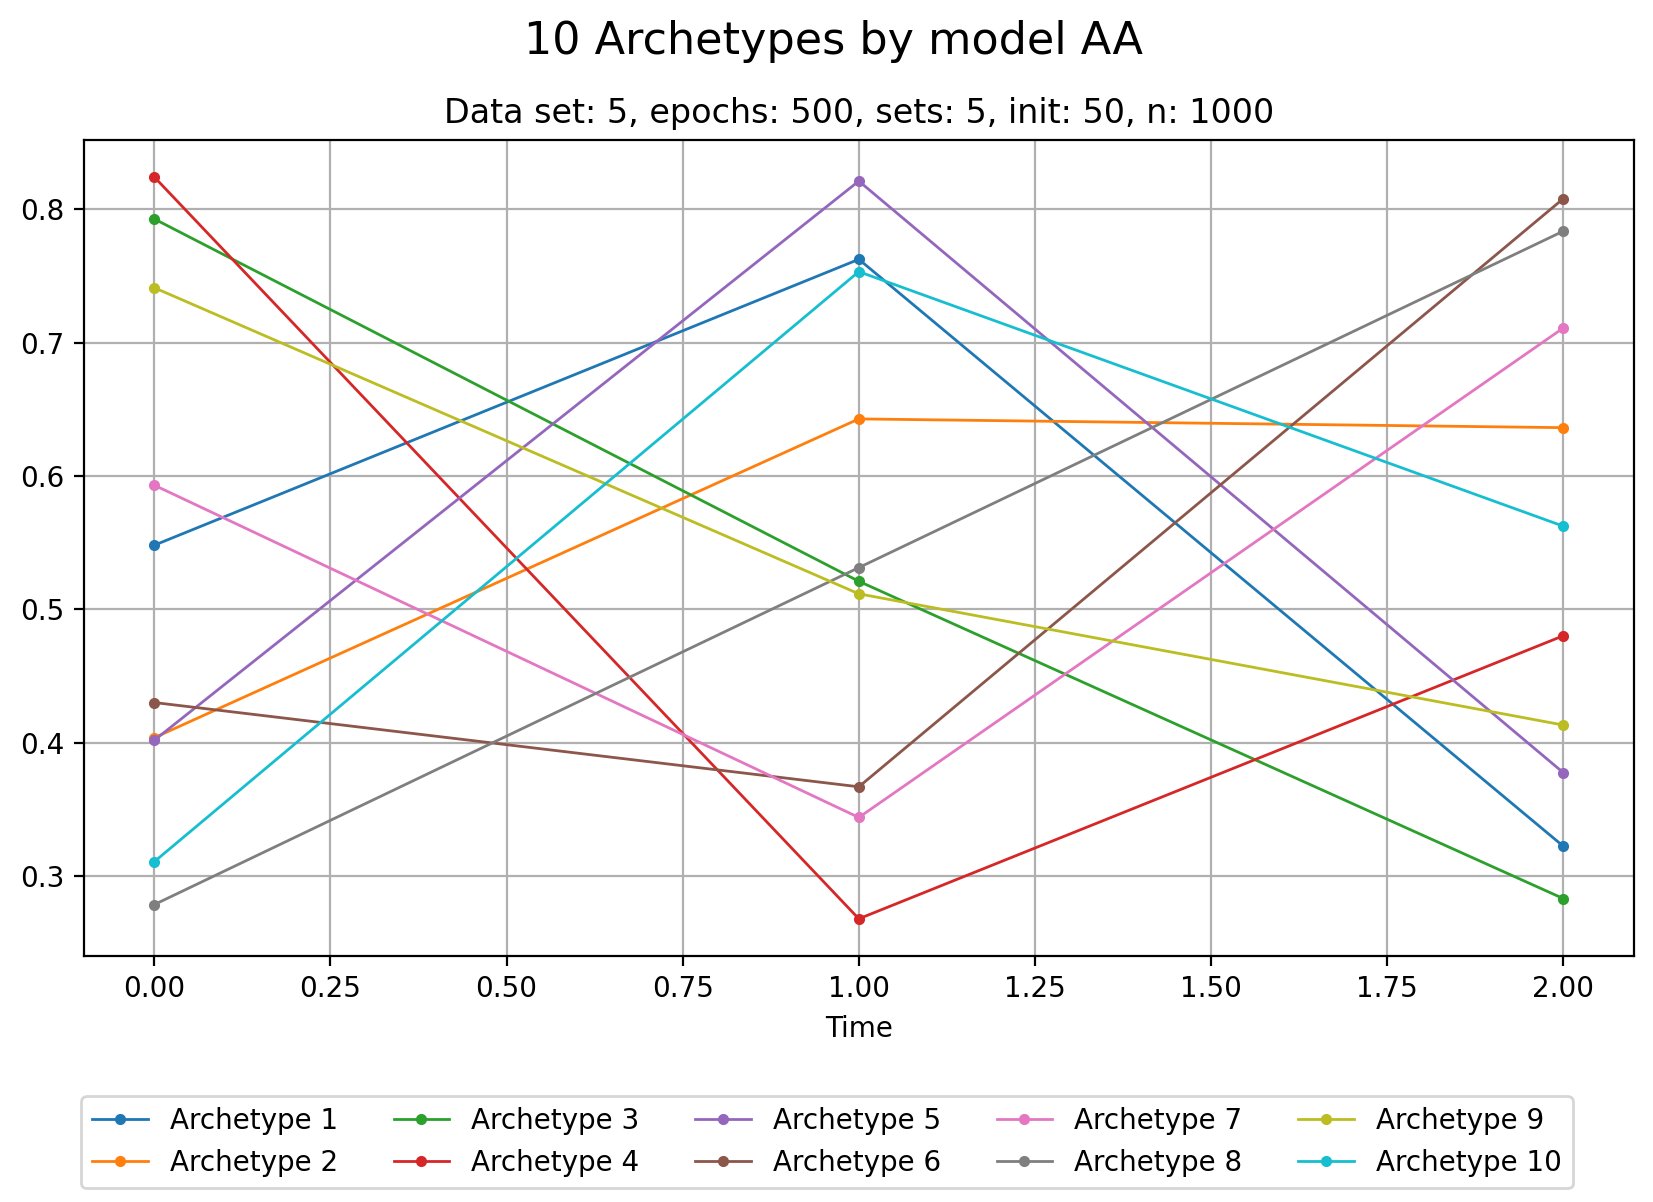 10 Archetypes by model AA
Data set: 5, epochs: 500, sets: 5, init: 50, n: 1000
0.8
0.7
0.6
0.5
0.4
0.3
0.00 0.25 0.50 0.75 1.00 1.25 1.50 1.75 2.00
Time
Archetype 1 Archetype 3 Archetype 5 Archetype 7 Archetype 9
Archetype 2 Archetype 4 Archetype 6 Archetype 8 Archetype 10